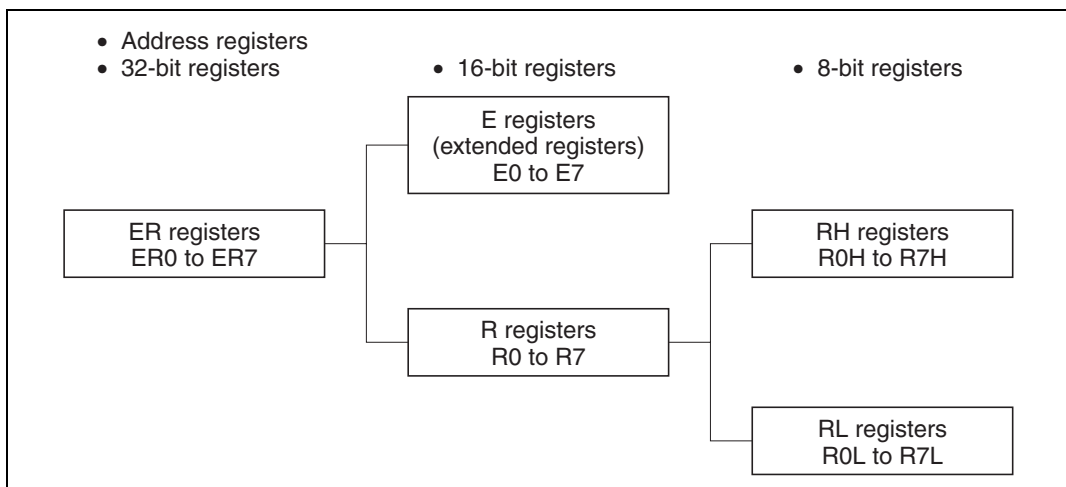 • Address registers
• 32-bit registers
• 16-bit registers
• 8-bit registers
E registers
(extended registers)
E0 to E7
ER registers
ER0 to ER7
RH registers
R0H to R7H
R registers
R0 to R7
RL registers
R0L to R7L